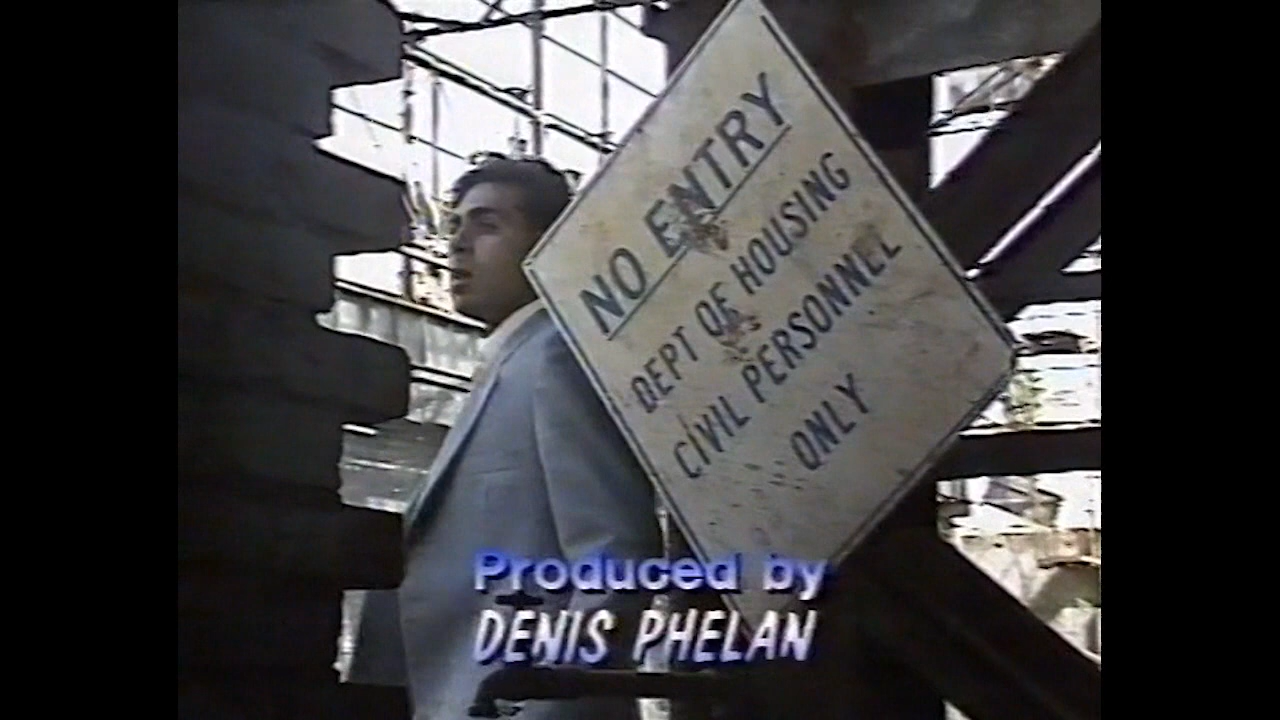 NO ENTRY
DEPT OF HOUSING
CIVIL PERSONNEL
ONLY
Produced by
DENIS PHELAN